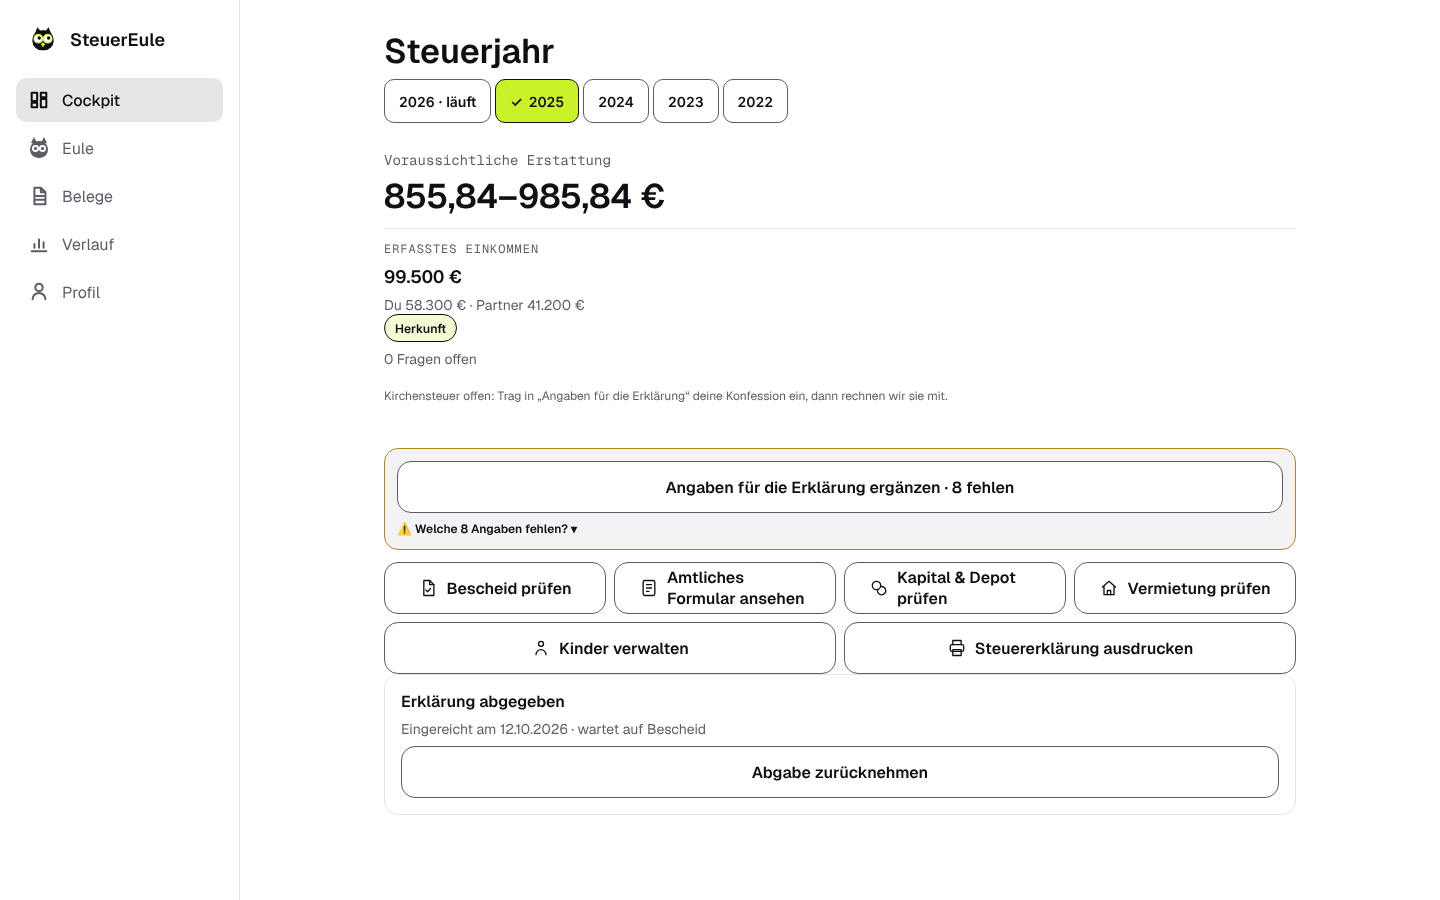 SteuerEule
Cockpit
Eule
Belege
Verlauf
Profil
Steuerjahr
2026 · läuft
✓ 2025
2024
2023
2022
Voraussichtliche Erstattung
855,84–985,84 €
ERFASSTES EINKOMMEN
99.500 €
Du 58.300 € · Partner 41.200 €
Herkunft
0 Fragen offen
Kirchensteuer offen: Trag in „Angaben für die Erklärung“ deine Konfession ein, dann rechnen wir sie mit.
Angaben für die Erklärung ergänzen · 8 fehlen
⚠️ Welche 8 Angaben fehlen? ▾
Bescheid prüfen
Amtliches
Formular ansehen
Kapital & Depot
prüfen
Vermietung prüfen
Kinder verwalten
Steuererklärung ausdrucken
Erklärung abgegeben
Eingereicht am 12.10.2026 · wartet auf Bescheid
Abgabe zurücknehmen